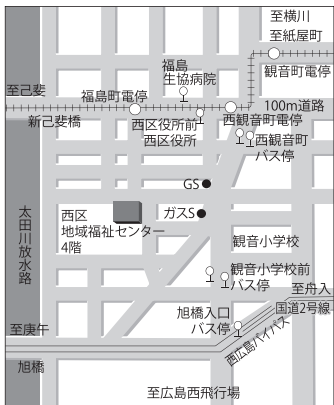 至横川
至紙屋町
観音町電停
福島
生協病院
至己斐
福島町電停
100m道路
新己斐橋
西区役所前
西区役所
西観音町電停
西観音町
バス停
GS
ガスS
太田川放水路
西区
地域福祉センター
4階
観音小学校
観音小学校前
バス停
旭橋入口
バス停
至舟入
国道2号線
西広島バイパス
至庚午
旭橋
至広島西飛行場